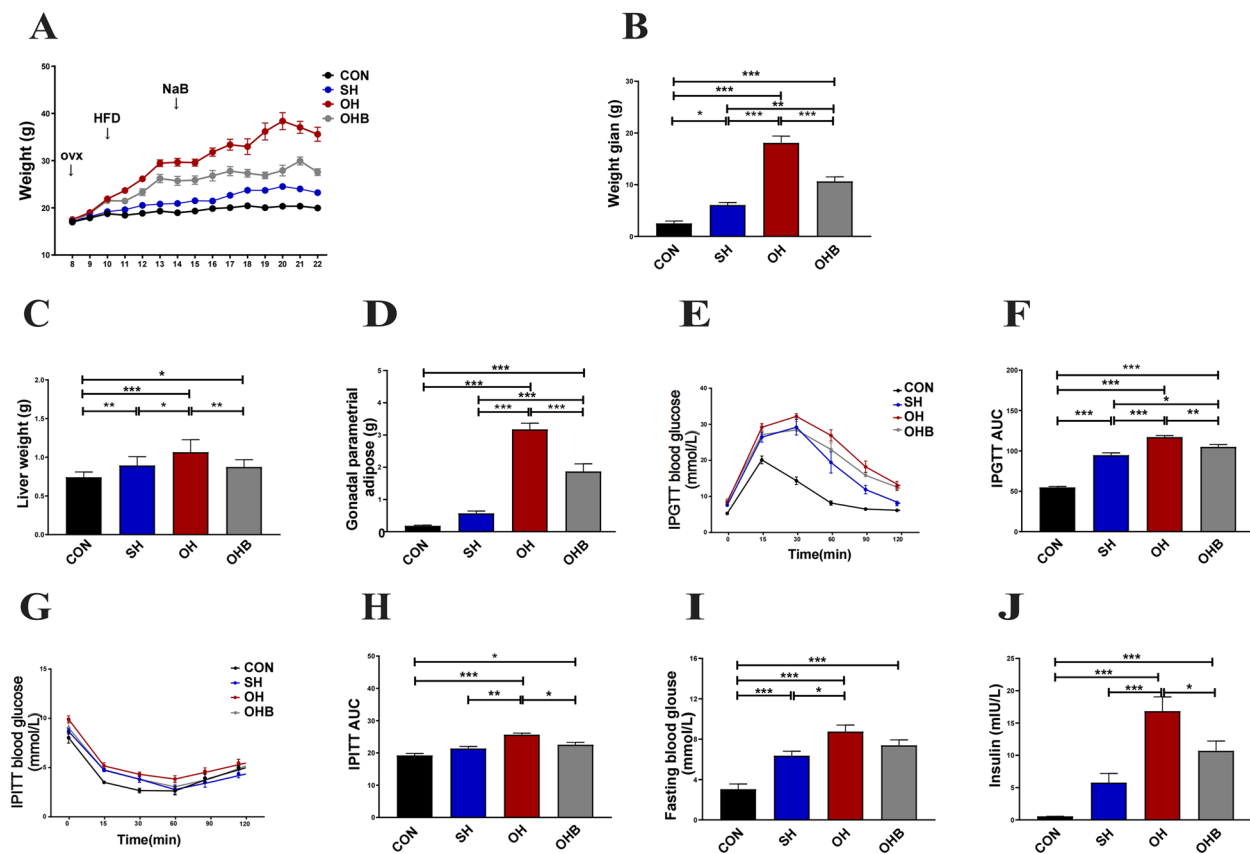 A
Weight (g)
50
40
30
20
10
ovx
↓
HFD
↓
NaB
↓
CON
SH
OH
OHB
8 9 10 11 12 13 14 15 16 17 18 19 20 21 22
B
Weight gian (g)
30
20
10
0
***
***
**
* *** ***
CON SH OH OHB
C
Liver weight (g)
2.0
1.5
1.0
0.5
0.0
*
***
** * **
CON SH OH OHB
D
Gonadal parametrial
adipose (g)
5
4
3
2
1
0
***
***
***
*** ***
CON SH OH OHB
E
IPGTT blood glucose
(mmol/L)
40
30
20
10
0
CON
SH
OH
OHB
0 15 30 60 90 120
Time(min)
F
IPGTT AUC
200
150
100
50
0
***
***
*
*** *** **
CON SH OH OHB
G
IPITT blood glucose
(mmol/L)
15
10
5
0
CON
SH
OH
OHB
0 15 30 60 90 120
Time(min)
H
IPITT AUC
50
40
30
20
10
0
*
***
** *
CON SH OH OHB
I
Fasting blood glouse
(mmol/L)
12
9
6
3
0
***
***
*** *
CON SH OH OHB
J
Insulin (mIU/L)
25
20
15
10
5
0
***
***
*** *
CON SH OH OHB